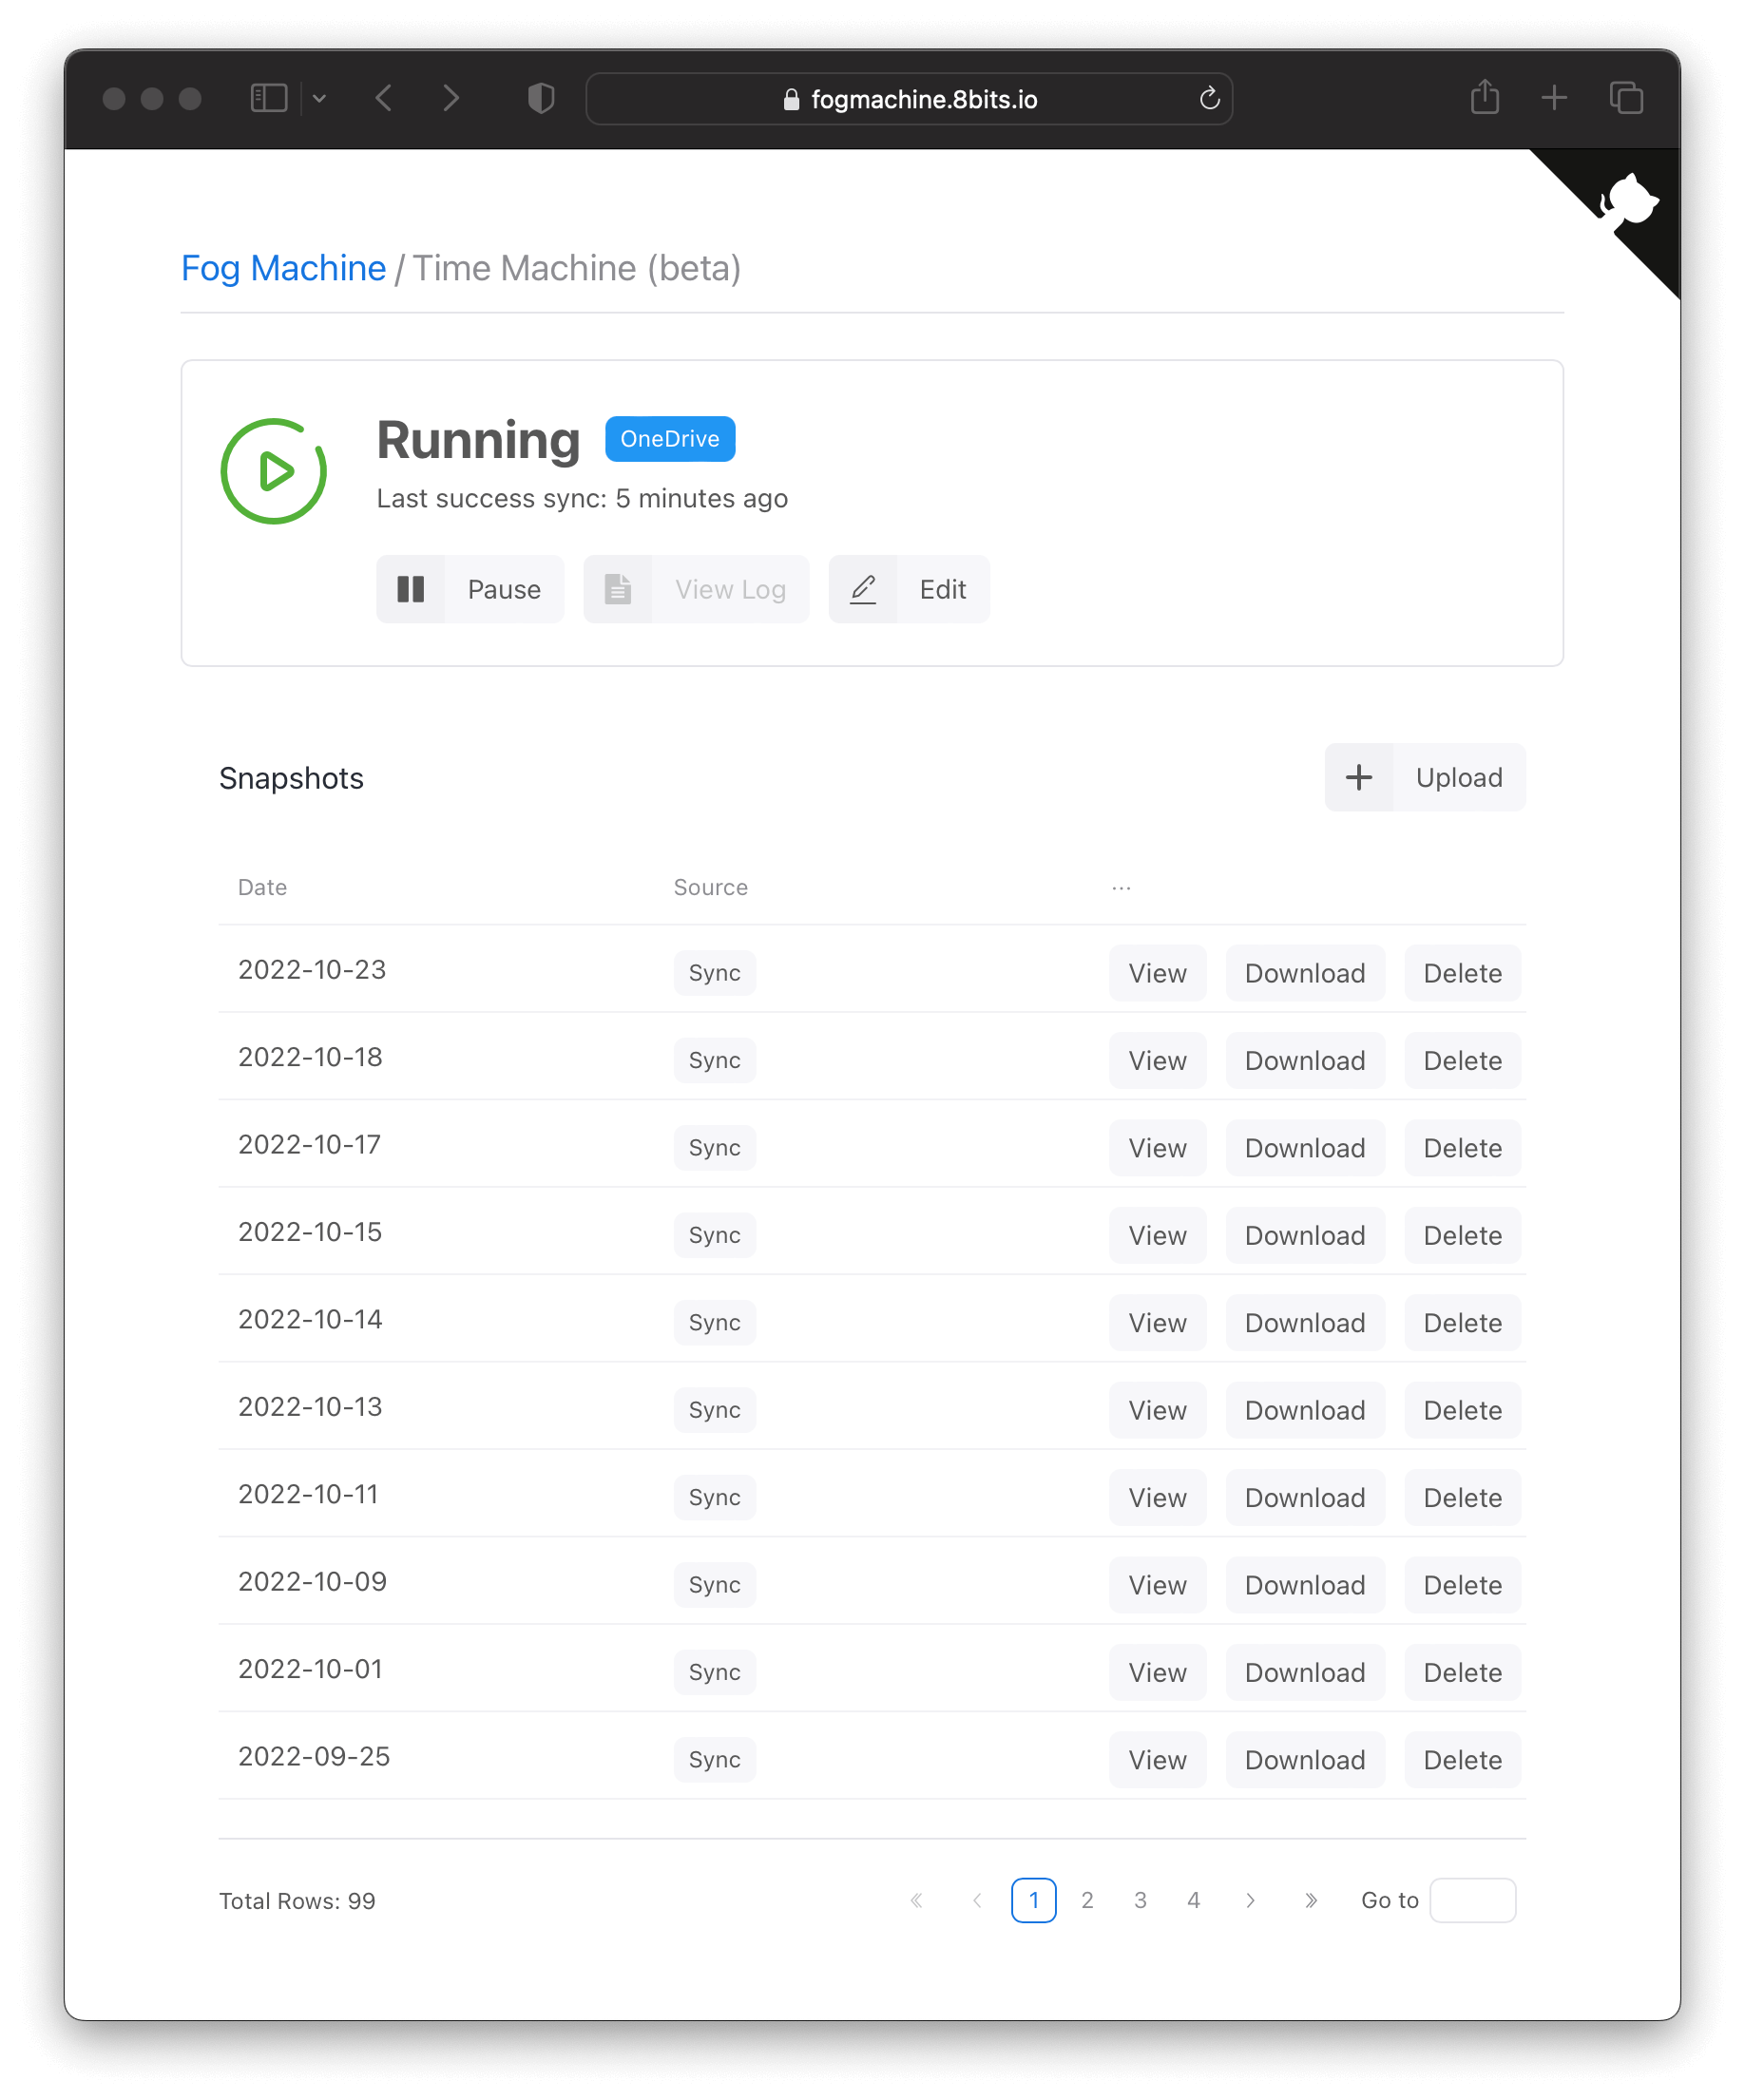 fogmachine.8bits.io
Fog Machine / Time Machine (beta)
Running OneDrive
Last success sync: 5 minutes ago
Pause View Log Edit
Snapshots Upload
Date Source ...
2022-10-23 Sync View Download Delete
2022-10-18 Sync View Download Delete
2022-10-17 Sync View Download Delete
2022-10-15 Sync View Download Delete
2022-10-14 Sync View Download Delete
2022-10-13 Sync View Download Delete
2022-10-11 Sync View Download Delete
2022-10-09 Sync View Download Delete
2022-10-01 Sync View Download Delete
2022-09-25 Sync View Download Delete
Total Rows: 99 « ‹ 1 2 3 4 › » Go to